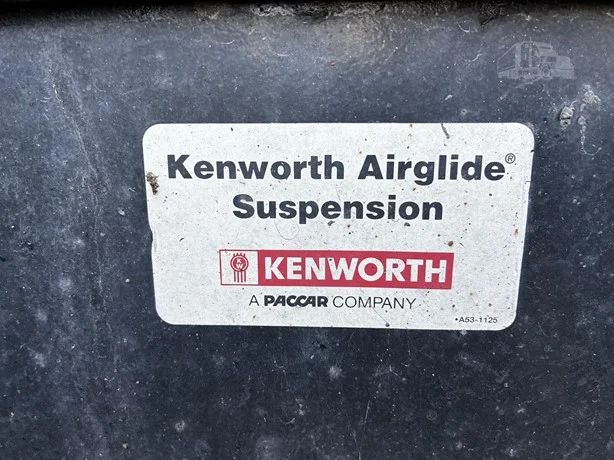 Kenworth Airglide®
Suspension
KENWORTH
A PACCAR COMPANY
•A53-1125